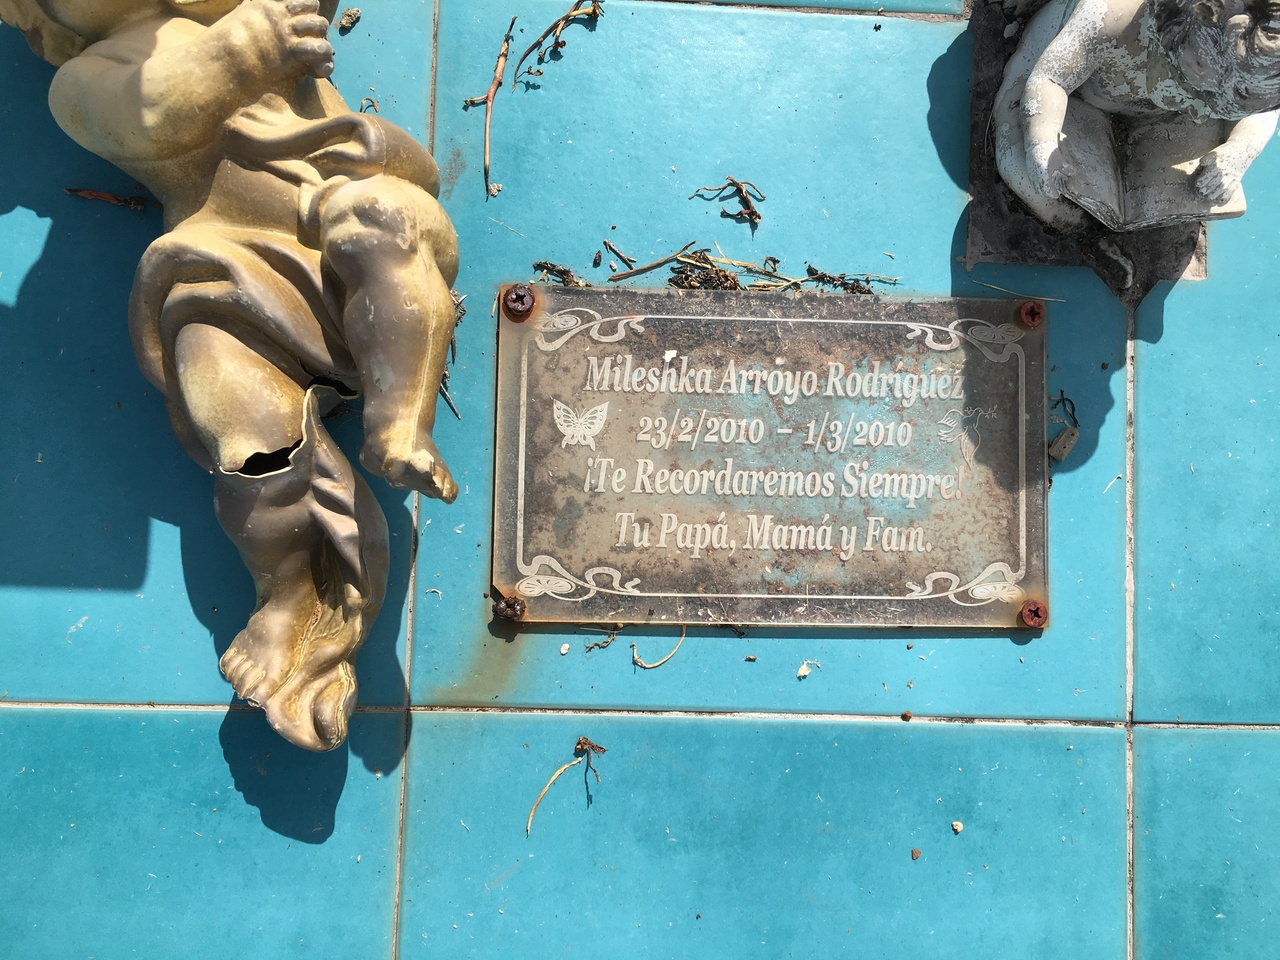 Mileshka Arroyo Rodríguez
23/2/2010 – 1/3/2010
¡Te Recordaremos Siempre!
Tu Papá, Mamá y Fam.